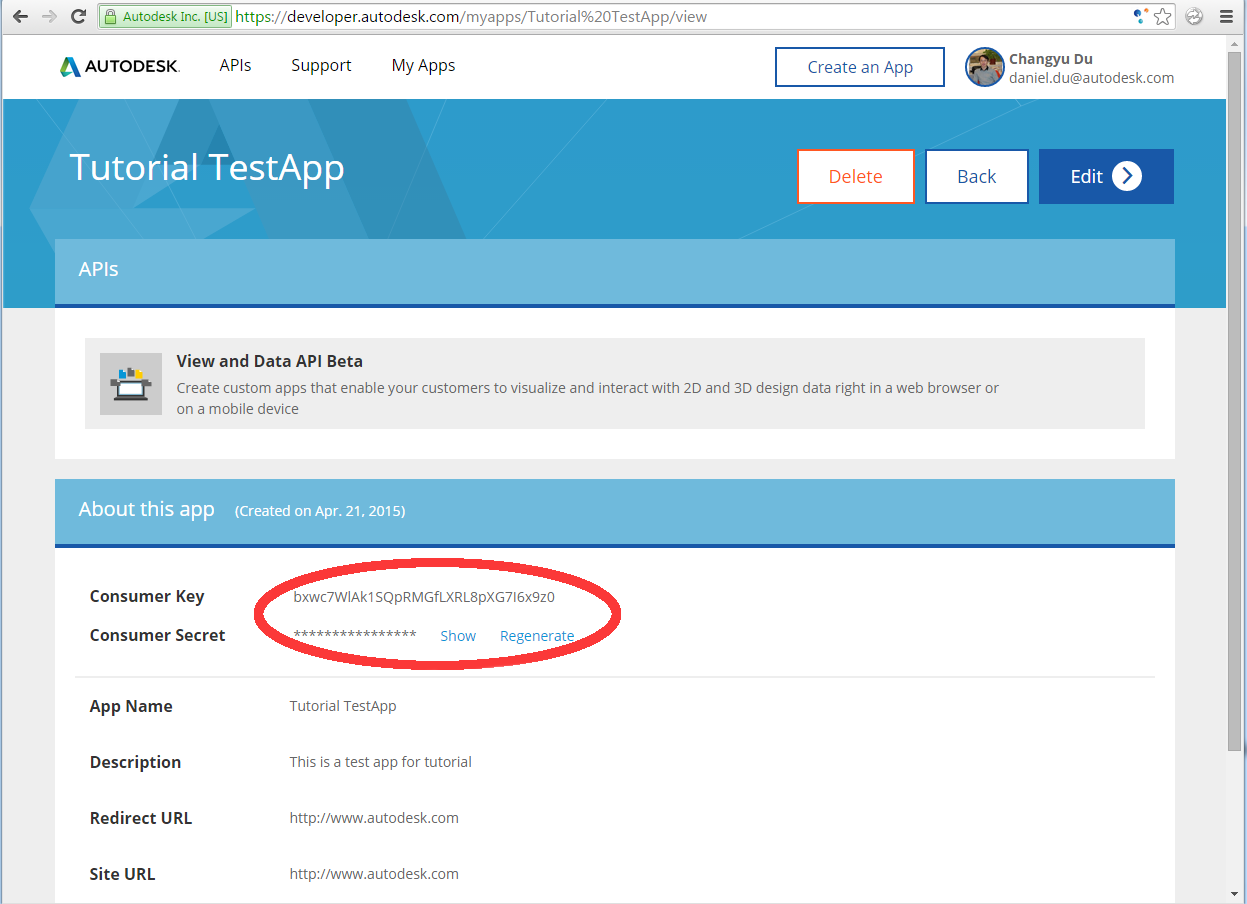 Autodesk Inc. [US] https://developer.autodesk.com/myapps/Tutorial%20TestApp/view
AUTODESK. APIs Support My Apps Create an App Changyu Du
daniel.du@autodesk.com
Tutorial TestApp Delete Back Edit
APIs
View and Data API Beta
Create custom apps that enable your customers to visualize and interact with 2D and 3D design data right in a web browser or
on a mobile device
About this app (Created on Apr. 21, 2015)
Consumer Key bxwc7WlAk1SQpRMGfLXRL8pXG7I6x9z0
Consumer Secret **************** Show Regenerate
App Name Tutorial TestApp
Description This is a test app for tutorial
Redirect URL http://www.autodesk.com
Site URL http://www.autodesk.com